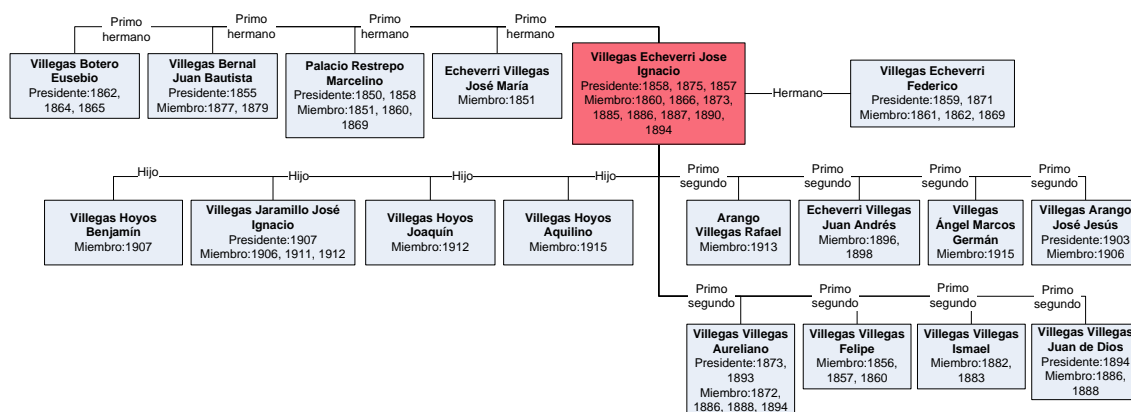 Primo
hermano
Primo
hermano
Primo
hermano
Primo
hermano
Villegas Botero
Eusebio
Presidente:1862,
1864, 1865
Villegas Bernal
Juan Bautista
Presidente:1855
Miembro:1877, 1879
Palacio Restrepo
Marcelino
Presidente:1850, 1858
Miembro:1851, 1860,
1869
Echeverri Villegas
José María
Miembro:1851
Villegas Echeverri Jose
Ignacio
Presidente:1858, 1875, 1857
Miembro:1860, 1866, 1873,
1885, 1886, 1887, 1890,
1894
Hermano
Villegas Echeverri
Federico
Presidente:1859, 1871
Miembro:1861, 1862, 1869
Hijo
Hijo
Hijo
Hijo
Primo
segundo
Primo
segundo
Primo
segundo
Primo
segundo
Villegas Hoyos
Benjamín
Miembro:1907
Villegas Jaramillo José
Ignacio
Presidente:1907
Miembro:1906, 1911, 1912
Villegas Hoyos
Joaquín
Miembro:1912
Villegas Hoyos
Aquilino
Miembro:1915
Arango
Villegas Rafael
Miembro:1913
Echeverri Villegas
Juan Andrés
Miembro:1896,
1898
Villegas
Ángel Marcos
Germán
Miembro:1915
Villegas Arango
José Jesús
Presidente:1903
Miembro:1906
Primo
segundo
Primo
segundo
Primo
segundo
Primo
segundo
Villegas Villegas
Aureliano
Presidente:1873,
1893
Miembro:1872,
1886, 1888, 1894
Villegas Villegas
Felipe
Miembro:1856,
1857, 1860
Villegas Villegas
Ismael
Miembro:1882,
1883
Villegas Villegas
Juan de Dios
Presidente:1894
Miembro:1886,
1888